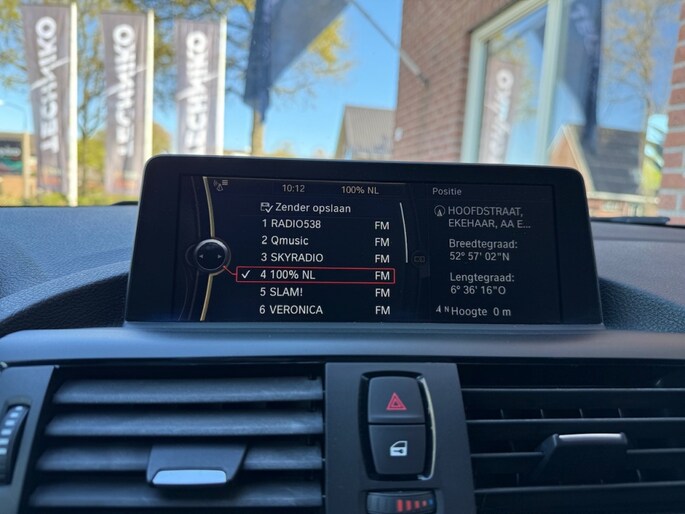 TECHNIKO
TECHNIKO
TECHNIKO
10:12 100% NL
Zender opslaan
1 RADIO538 FM
2 Qmusic FM
3 SKYRADIO FM
4 100% NL FM
5 SLAM! FM
6 VERONICA FM
Positie
HOOFDSTRAAT,
EKEHAAR, AA E...
Breedtegraad:
52° 57' 02"N
Lengtegraad:
6° 36' 16"O
4 N Hoogte 0 m